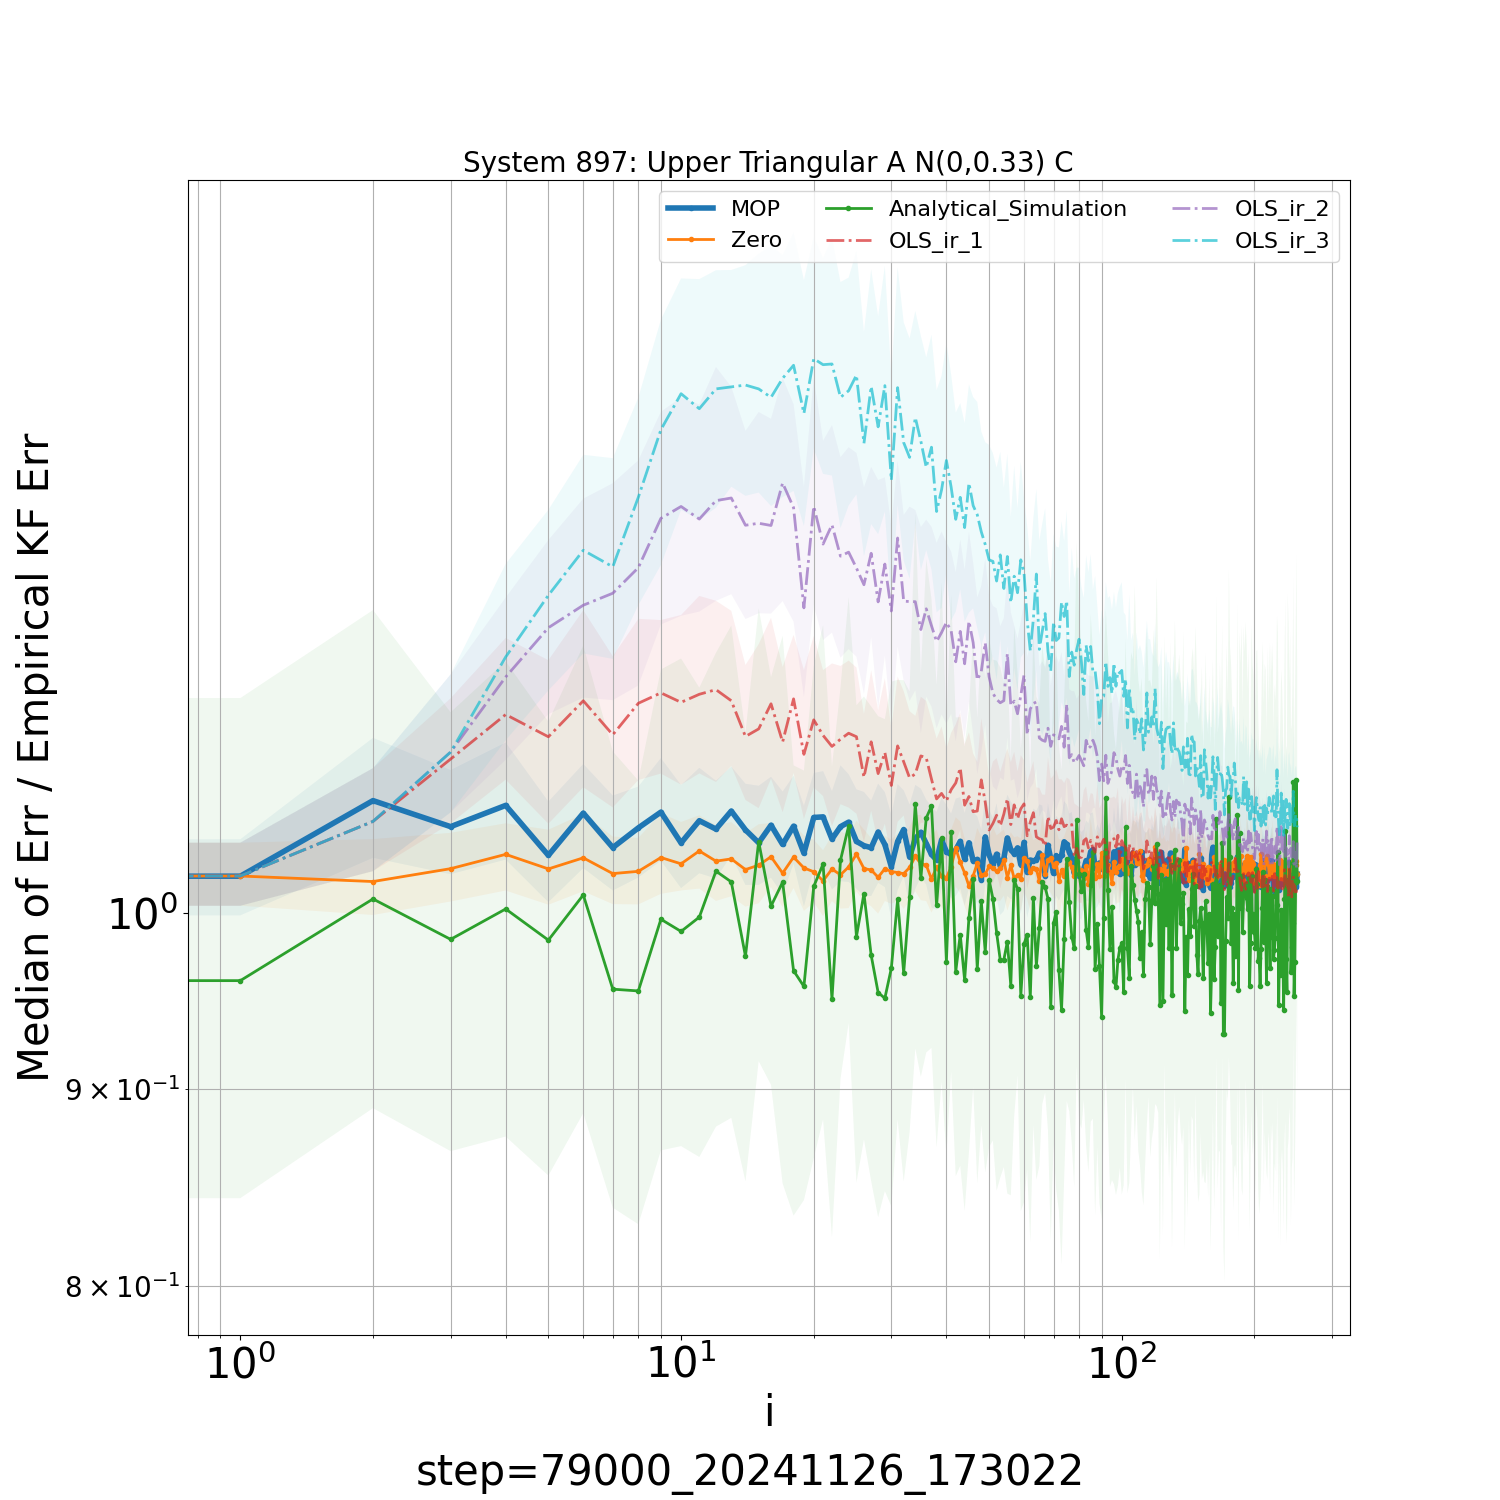 System 897: Upper Triangular A N(0,0.33) C
MOP
Zero
Analytical_Simulation
OLS_ir_1
OLS_ir_2
OLS_ir_3
Median of Err / Empirical KF Err
10⁰
9 × 10⁻¹
8 × 10⁻¹
10⁰ 10¹ 10²
i
step=79000_20241126_173022